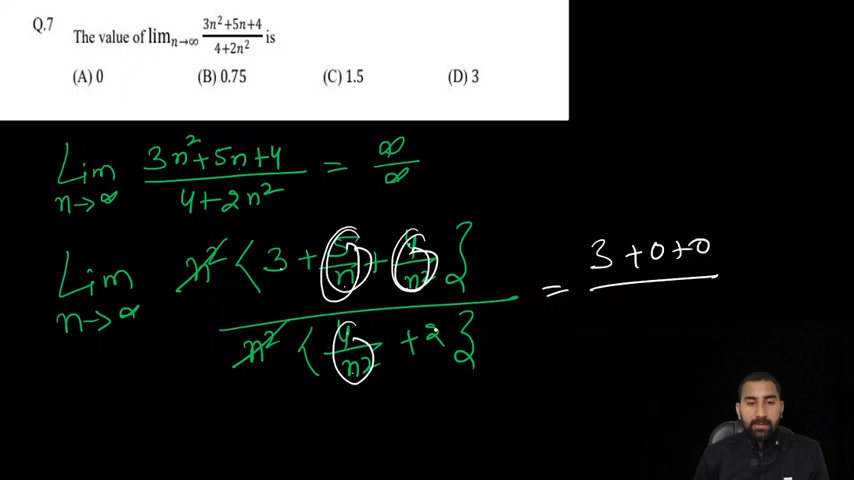 Q.7
The value of lim n→∞ 3n²+5n+4 / 4+2n² is
(A) 0 (B) 0.75 (C) 1.5 (D) 3
Lim n→∞ 3n²+5n+4 / 4+2n² = ∞/∞
Lim n→∞ n² { 3 + 5/n + 4/n² } / n² { 4/n² + 2 } = 3+0+0